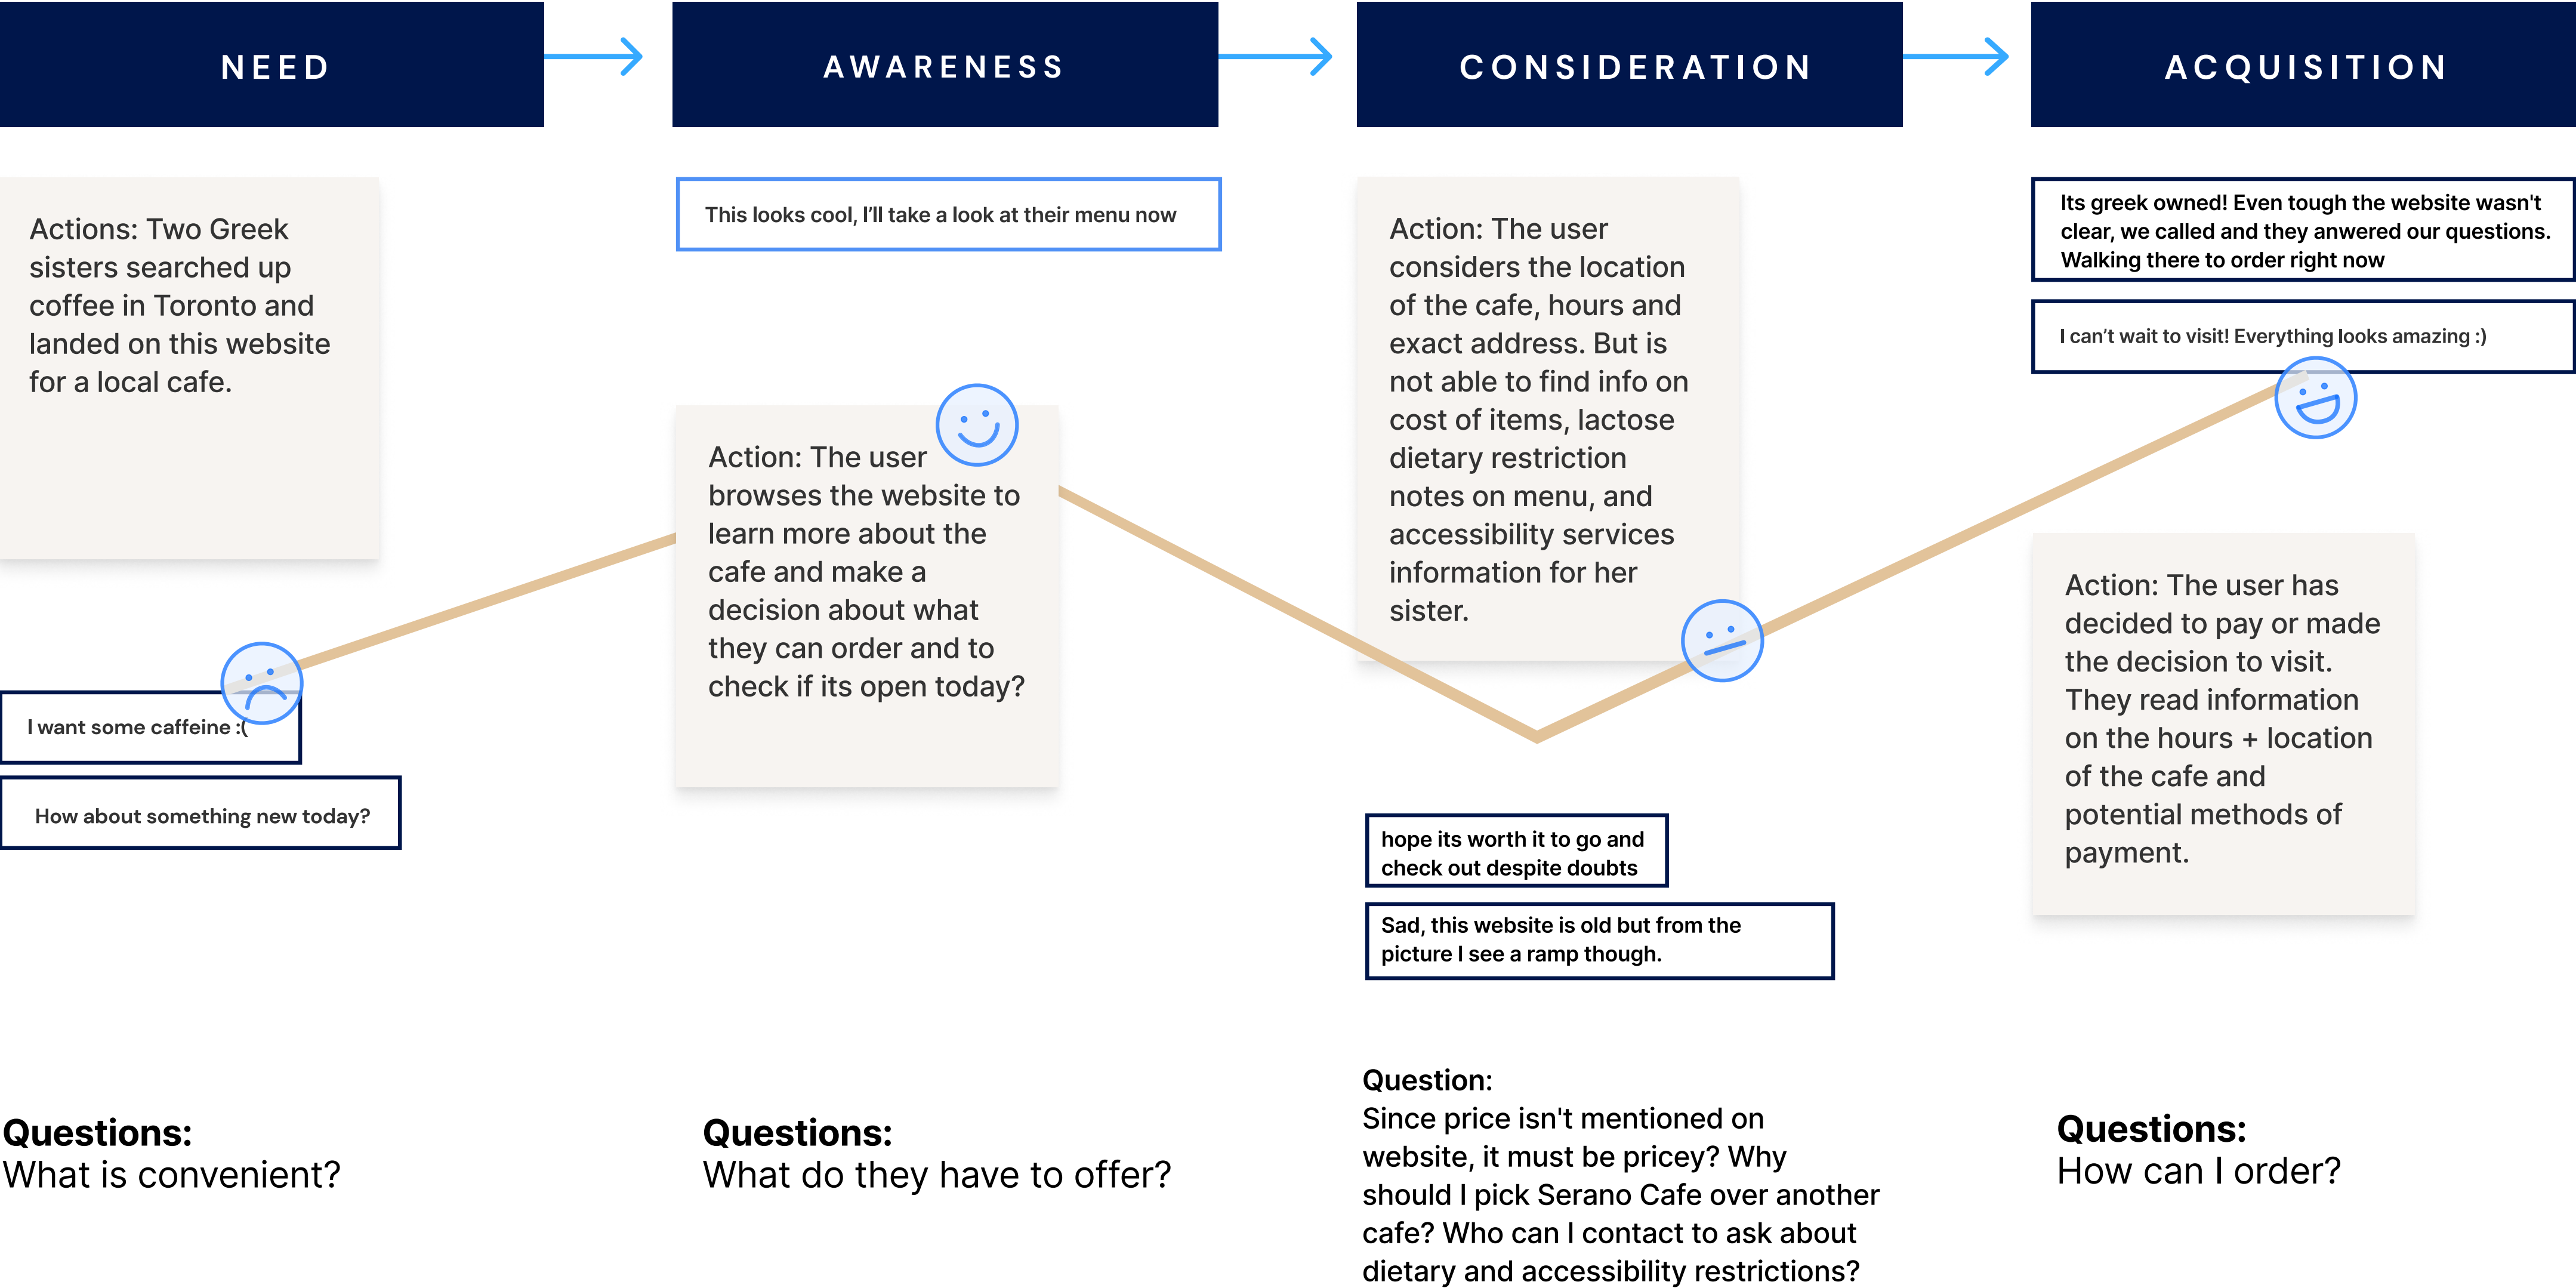 NEED
AWARENESS
CONSIDERATION
ACQUISITION
Actions: Two Greek
sisters searched up
coffee in Toronto and
landed on this website
for a local cafe.
I want some caffeine :(
How about something new today?
Questions:
What is convenient?
This looks cool, I'll take a look at their menu now
Action: The user
browses the website to
learn more about the
cafe and make a
decision about what
they can order and to
check if its open today?
Questions:
What do they have to offer?
Action: The user
considers the location
of the cafe, hours and
exact address. But is
not able to find info on
cost of items, lactose
dietary restriction
notes on menu, and
accessibility services
information for her
sister.
hope its worth it to go and
check out despite doubts
Sad, this website is old but from the
picture I see a ramp though.
Question:
Since price isn't mentioned on
website, it must be pricey? Why
should I pick Serano Cafe over another
cafe? Who can I contact to ask about
dietary and accessibility restrictions?
Its greek owned! Even tough the website wasn't
clear, we called and they anwered our questions.
Walking there to order right now
I can't wait to visit! Everything looks amazing :)
Action: The user has
decided to pay or made
the decision to visit.
They read information
on the hours + location
of the cafe and
potential methods of
payment.
Questions:
How can I order?